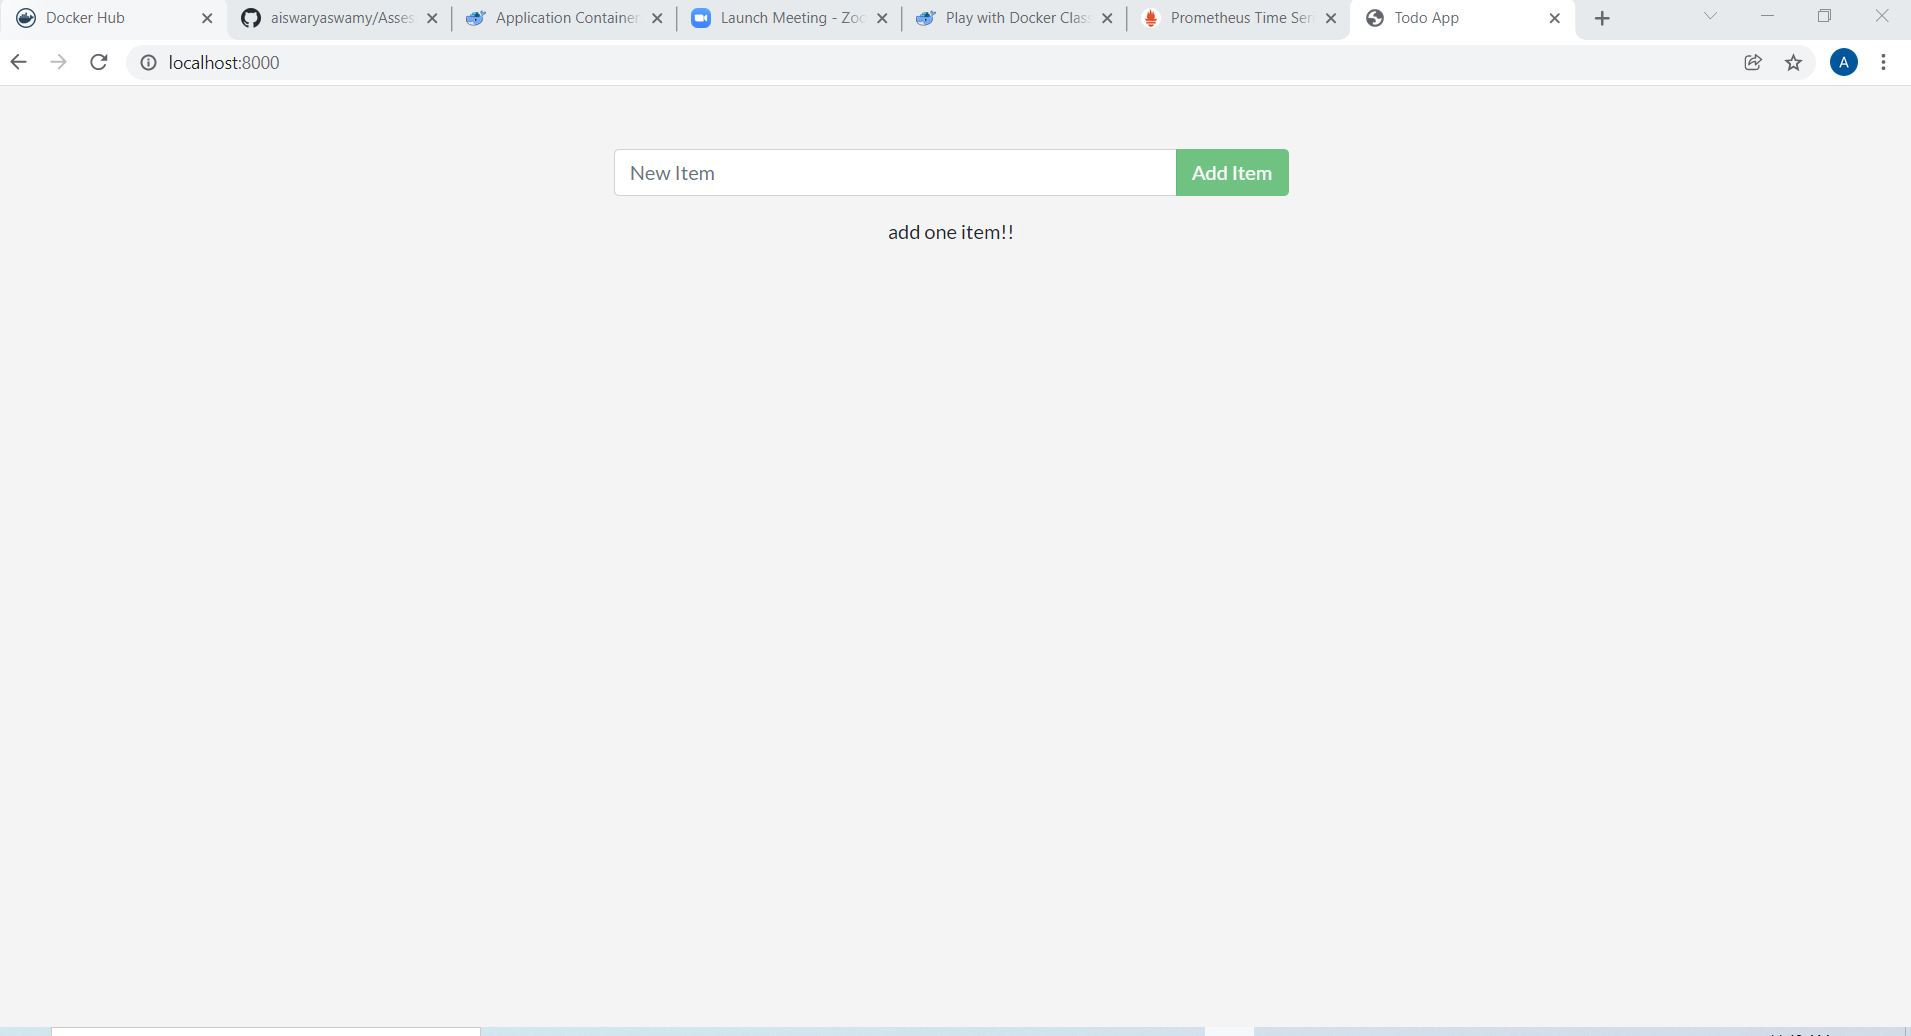 Docker Hub
aiswaryaswamy/Asses
Application Container
Launch Meeting - Zoo
Play with Docker Clas
Prometheus Time Seri
Todo App
localhost:8000
A
New Item
Add Item
add one item!!